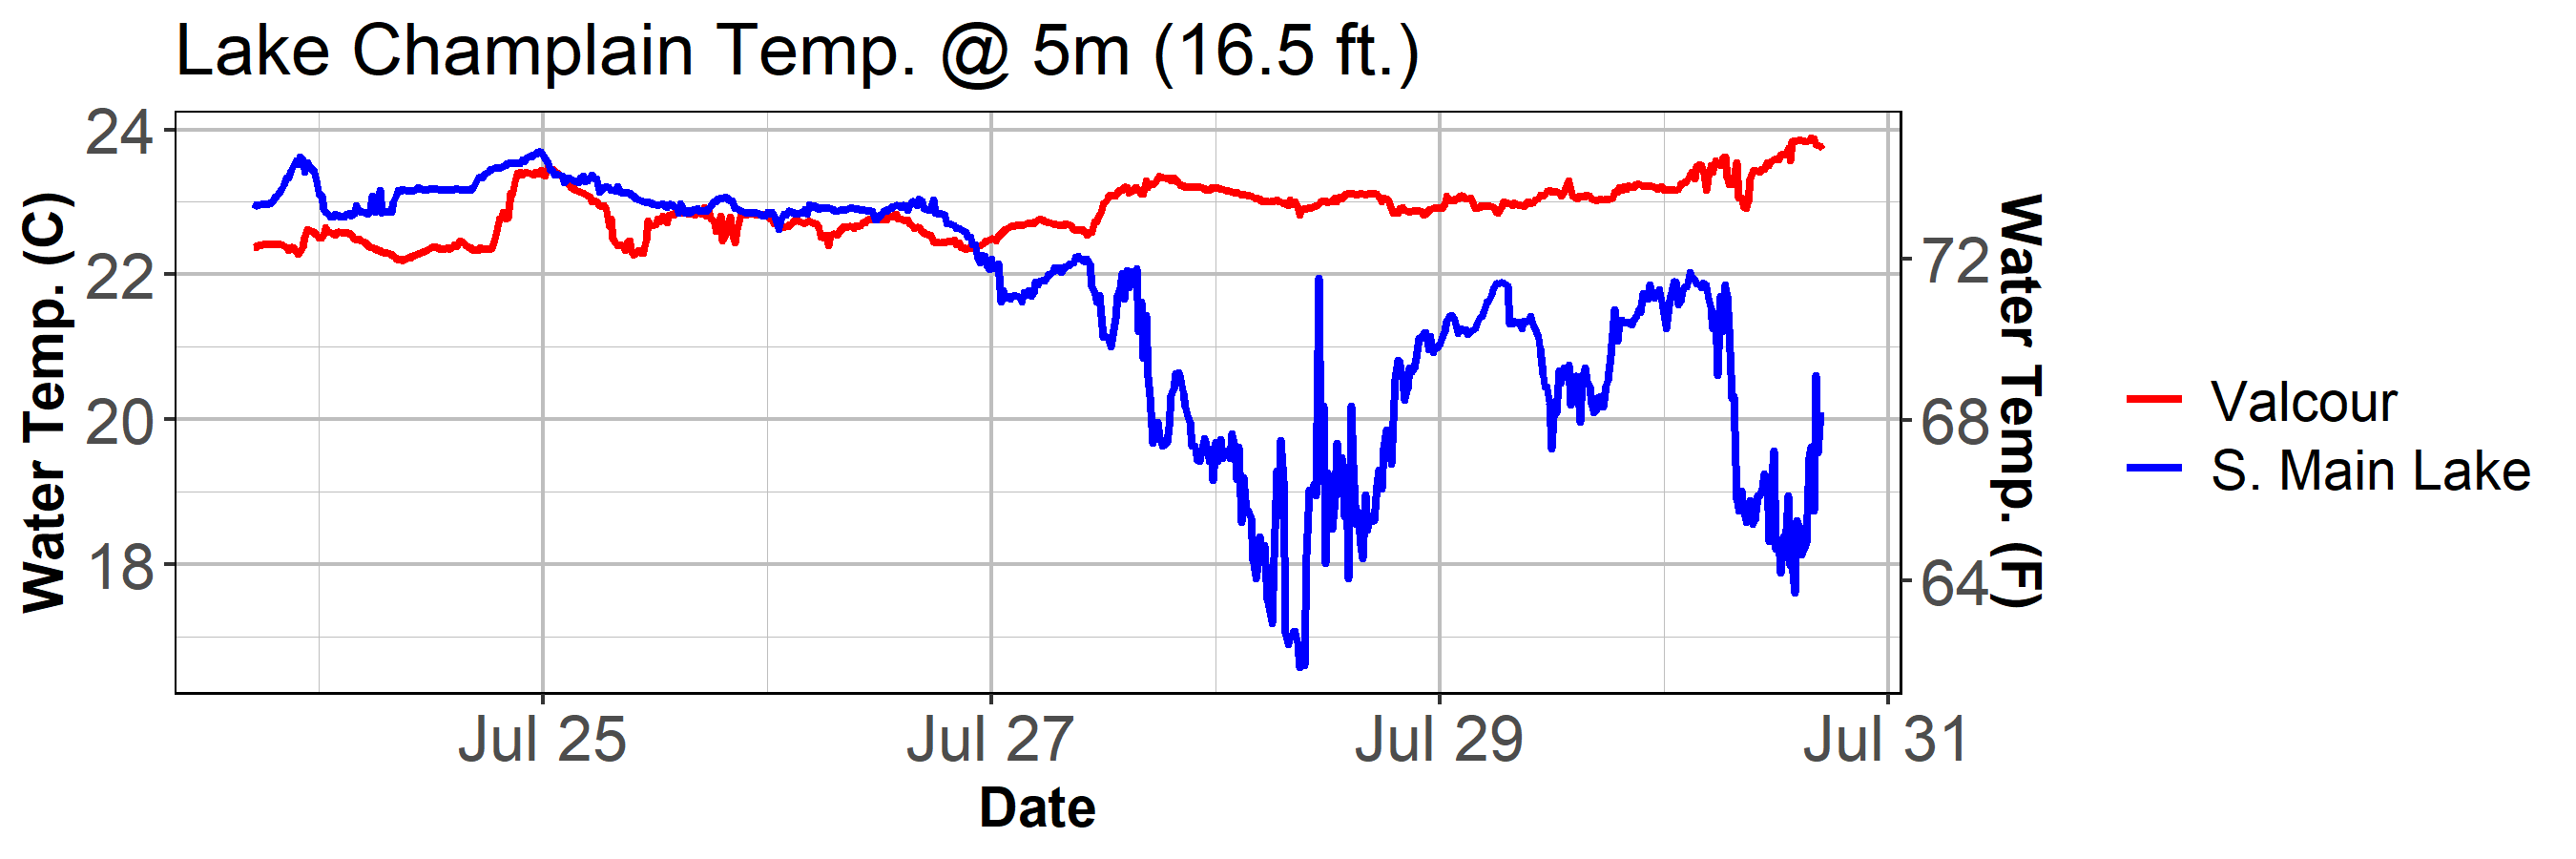 Lake Champlain Temp. @ 5m (16.5 ft.)
Water Temp. (C)
24
22
20
18
Water Temp. (F)
72
68
64
Jul 25
Jul 27
Jul 29
Jul 31
Date
Valcour
S. Main Lake